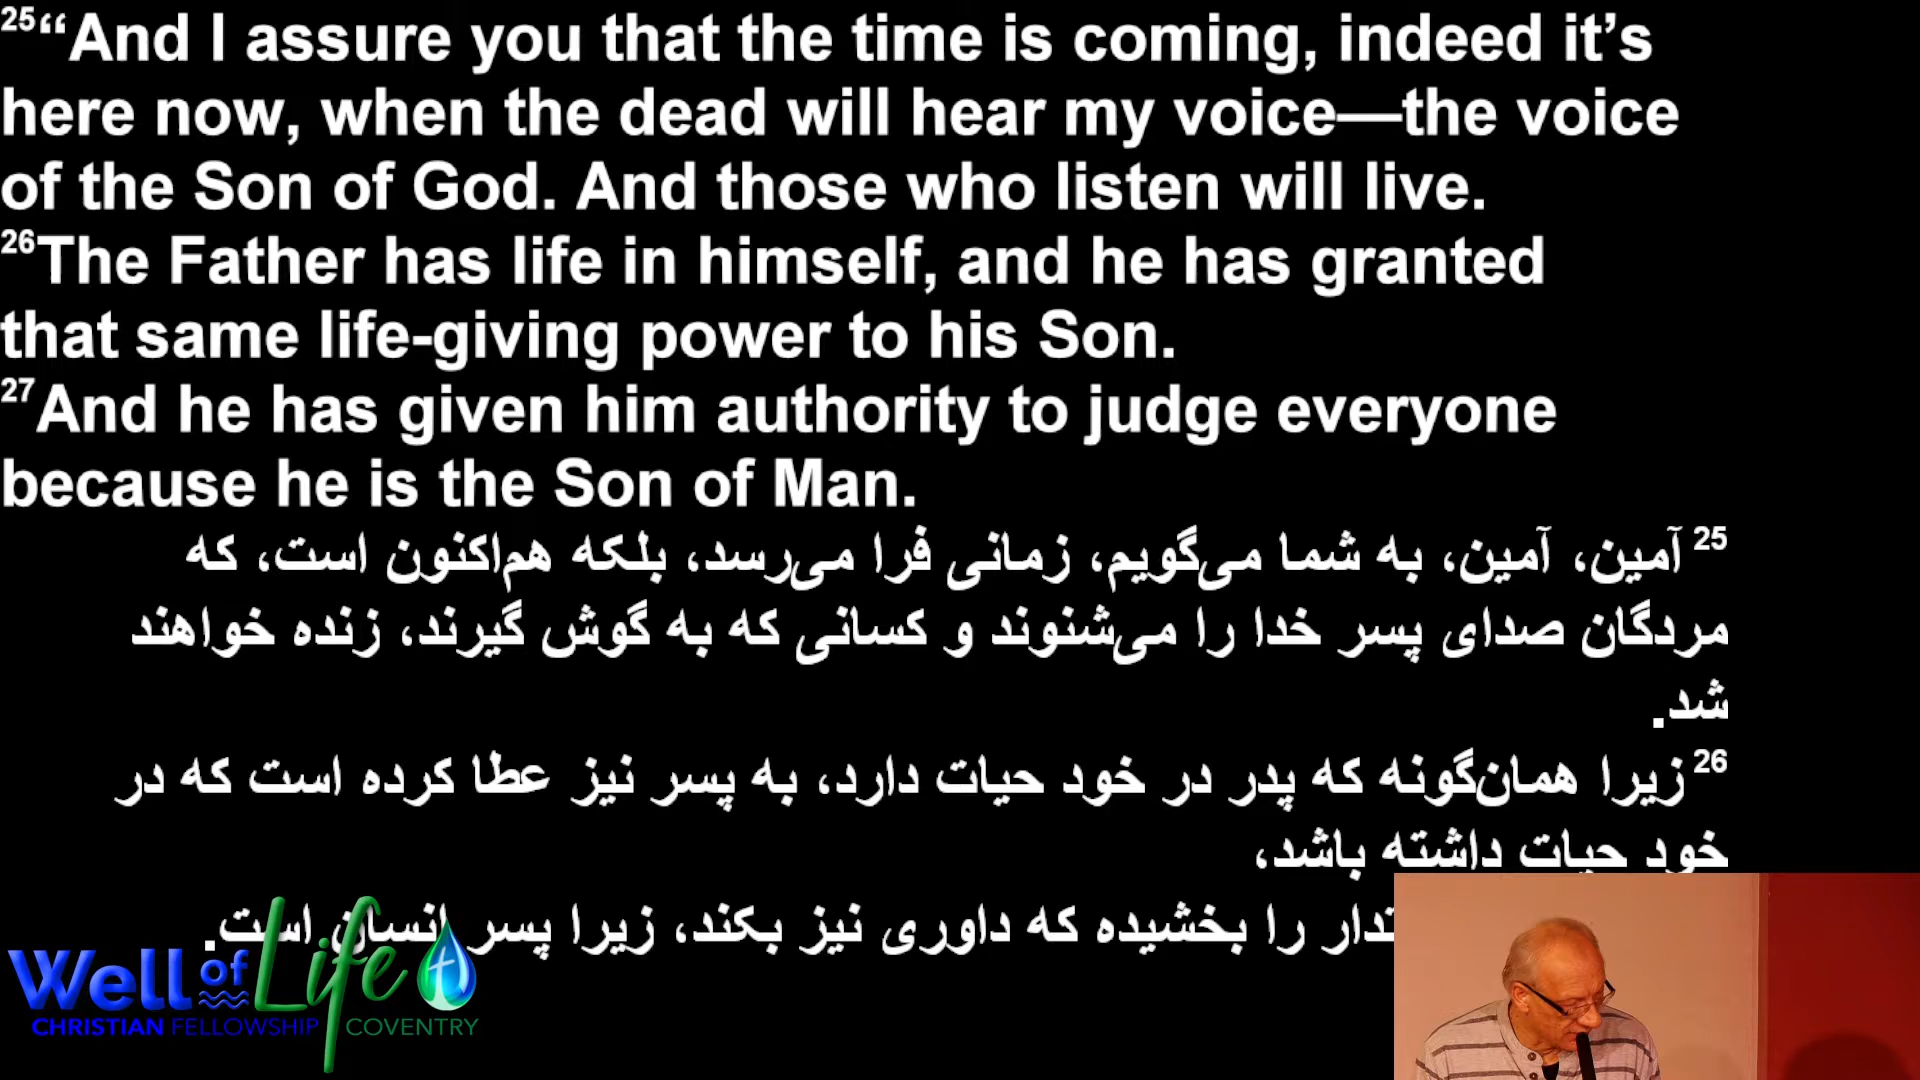 25“And I assure you that the time is coming, indeed it’s
here now, when the dead will hear my voice—the voice
of the Son of God. And those who listen will live.
26The Father has life in himself, and he has granted
that same life-giving power to his Son.
27And he has given him authority to judge everyone
because he is the Son of Man.
25آمین، آمین، به شما می‌گویم، زمانی فرا می‌رسد، بلکه هم‌اکنون است، که
مردگان صدای پسر خدا را می‌شنوند و کسانی که به گوش گیرند، زنده خواهند
شد.
26زیرا همان‌گونه که پدر در خود حیات دارد، به پسر نیز عطا کرده است که در
خود حیات داشته باشد،
را بخشیده که داوری نیز بکند، زیرا پسر انسان است.
Well of Life
CHRISTIAN FELLOWSHIP COVENTRY